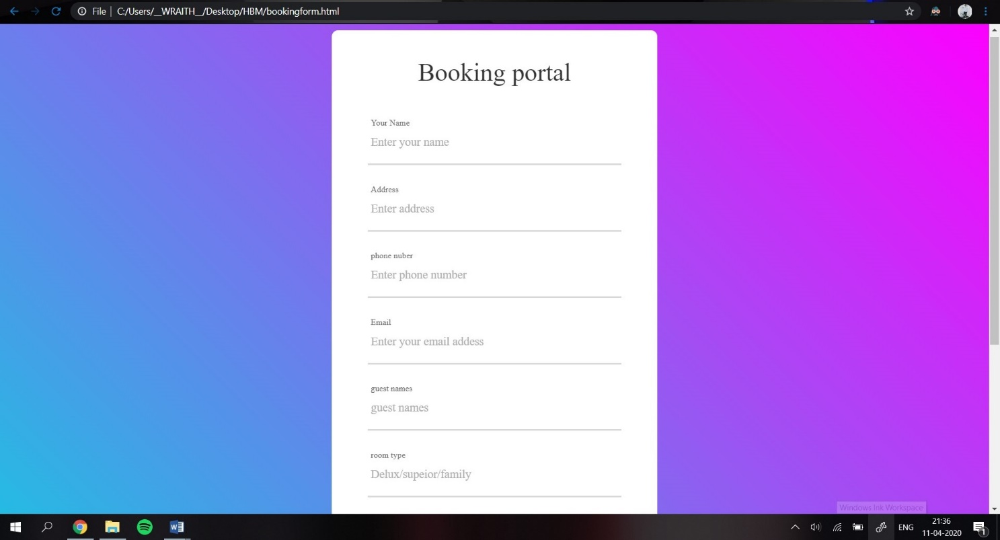 File | C:/Users/__WRAITH__/Desktop/HBM/bookingform.html
Booking portal
Your Name
Enter your name
Address
Enter address
phone nuber
Enter phone number
Email
Enter your email addess
guest names
guest names
room type
Delux/supeior/family
Windows Ink Workspace
ENG
21:36
11-04-2020
1